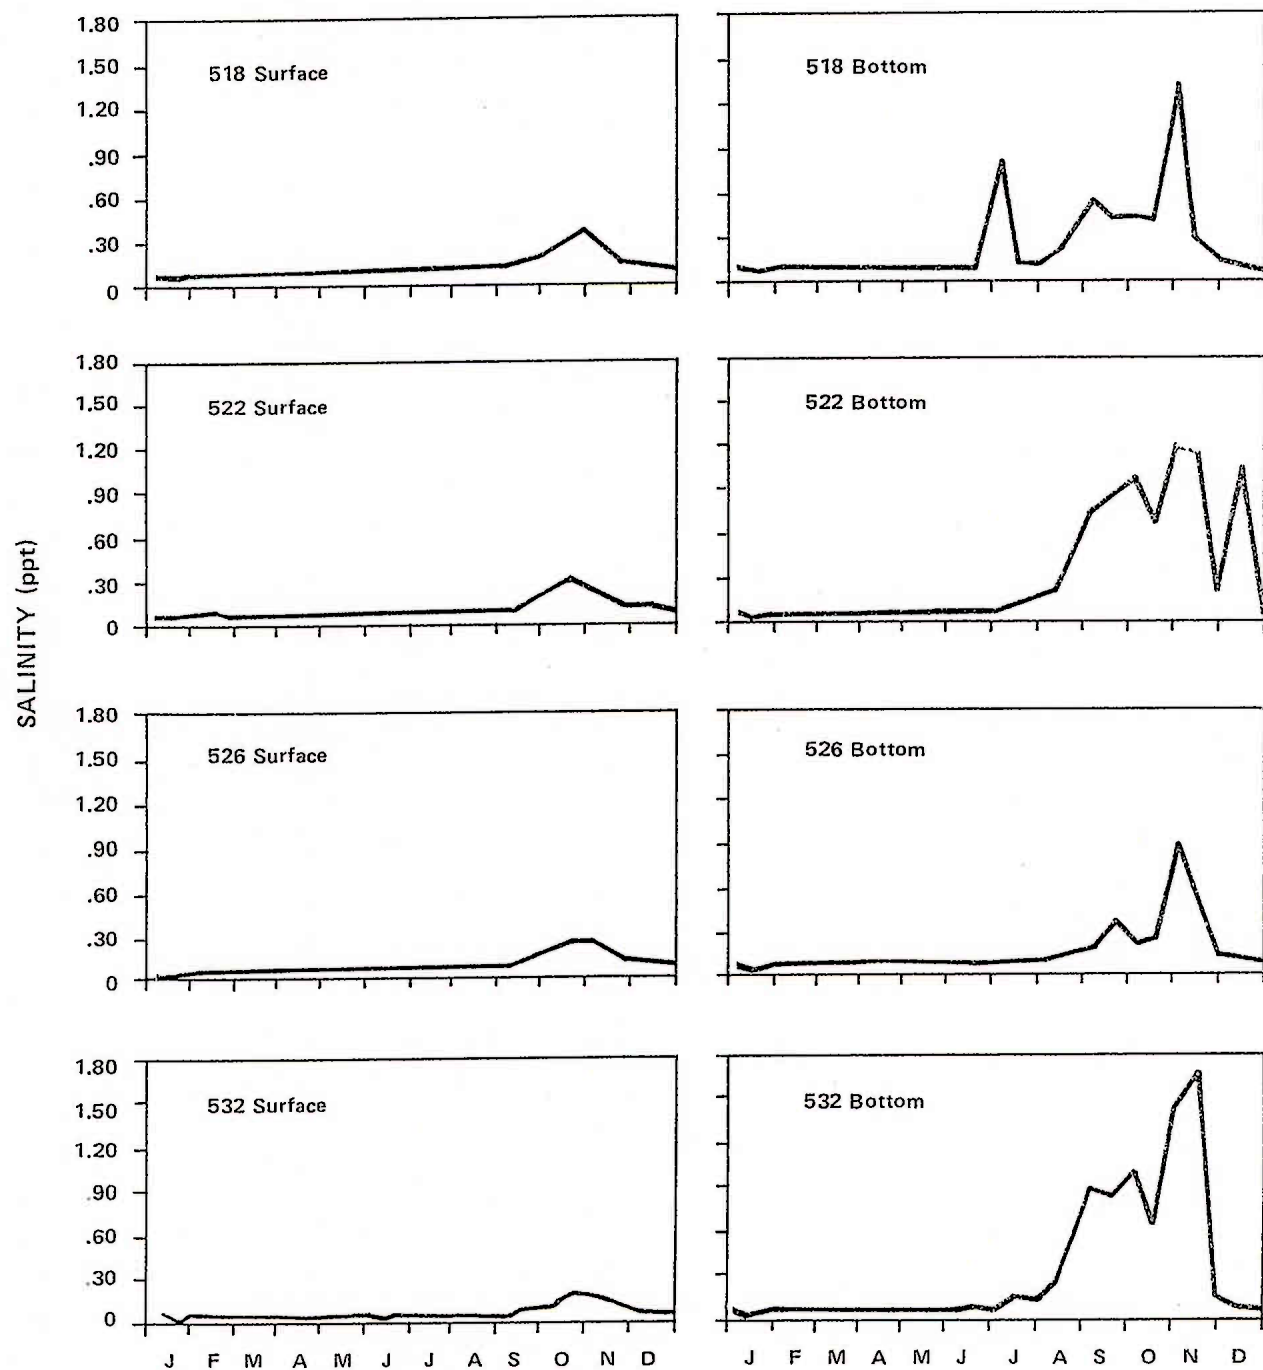 SALINITY (ppt)
1.80
1.50
1.20
.90
.60
.30
0
518 Surface
518 Bottom
1.80
1.50
1.20
.90
.60
.30
0
522 Surface
522 Bottom
1.80
1.50
1.20
.90
.60
.30
0
526 Surface
526 Bottom
1.80
1.50
1.20
.90
.60
.30
0
532 Surface
532 Bottom
J F M A M J J A S O N D
J F M A M J J A S O N D